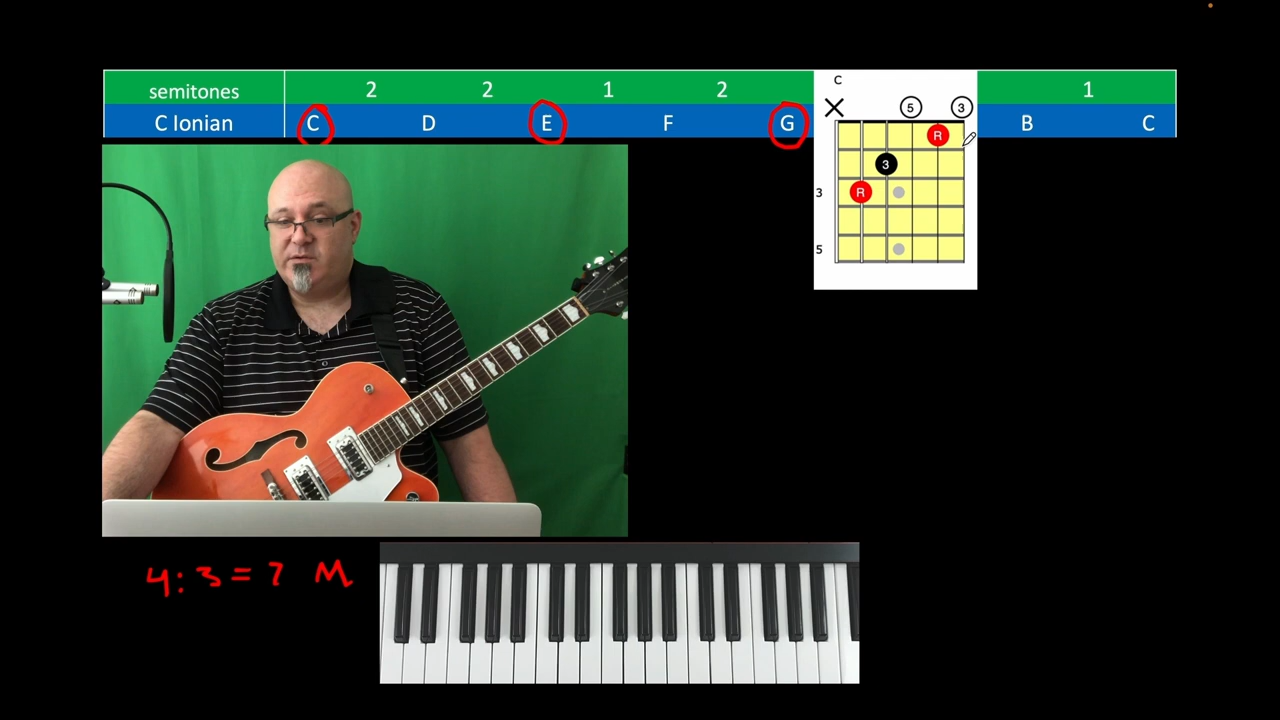 semitones 2 2 1 2 1
C Ionian C D E F G B C
C
X 5 3
R
3
3 R
5
4:3=7 M